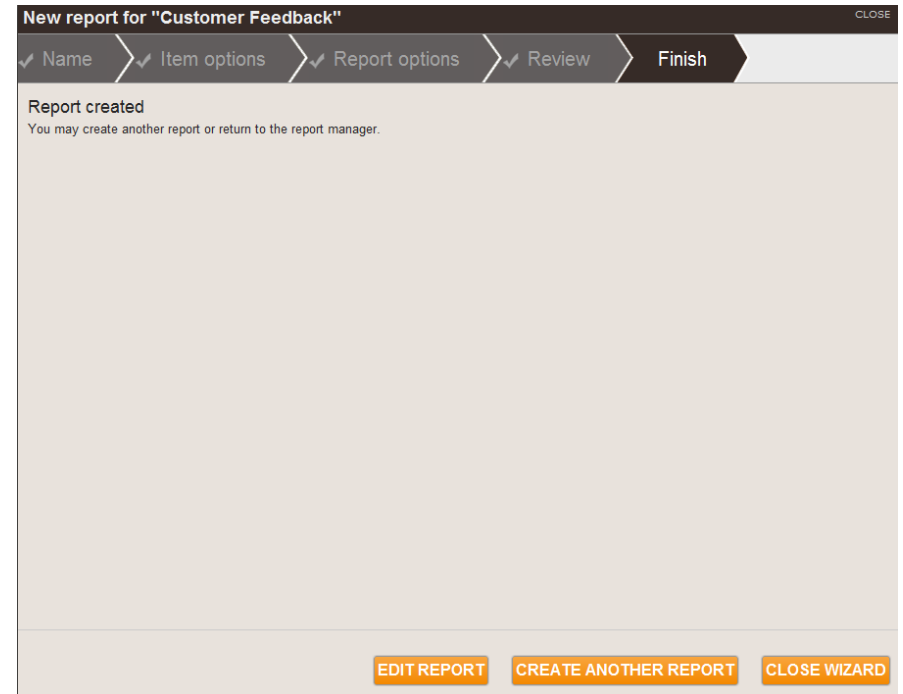 New report for "Customer Feedback"
CLOSE
Name
Item options
Report options
Review
Finish
Report created
You may create another report or return to the report manager.
EDIT REPORT
CREATE ANOTHER REPORT
CLOSE WIZARD